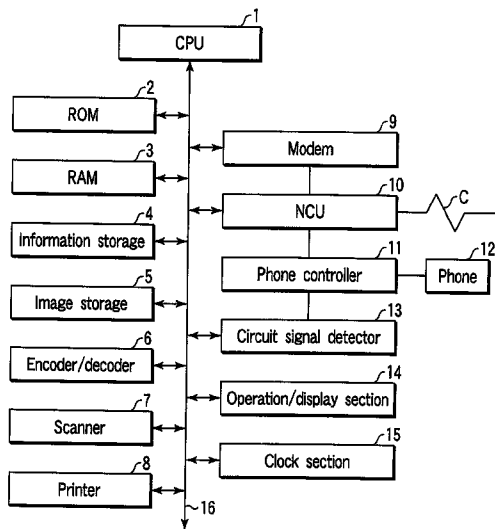 1
CPU
2
ROM
3
RAM
4
Information storage
5
Image storage
6
Encoder/decoder
7
Scanner
8
Printer
16
9
Modem
10
NCU
C
11
Phone controller
12
Phone
13
Circuit signal detector
14
Operation/display section
15
Clock section